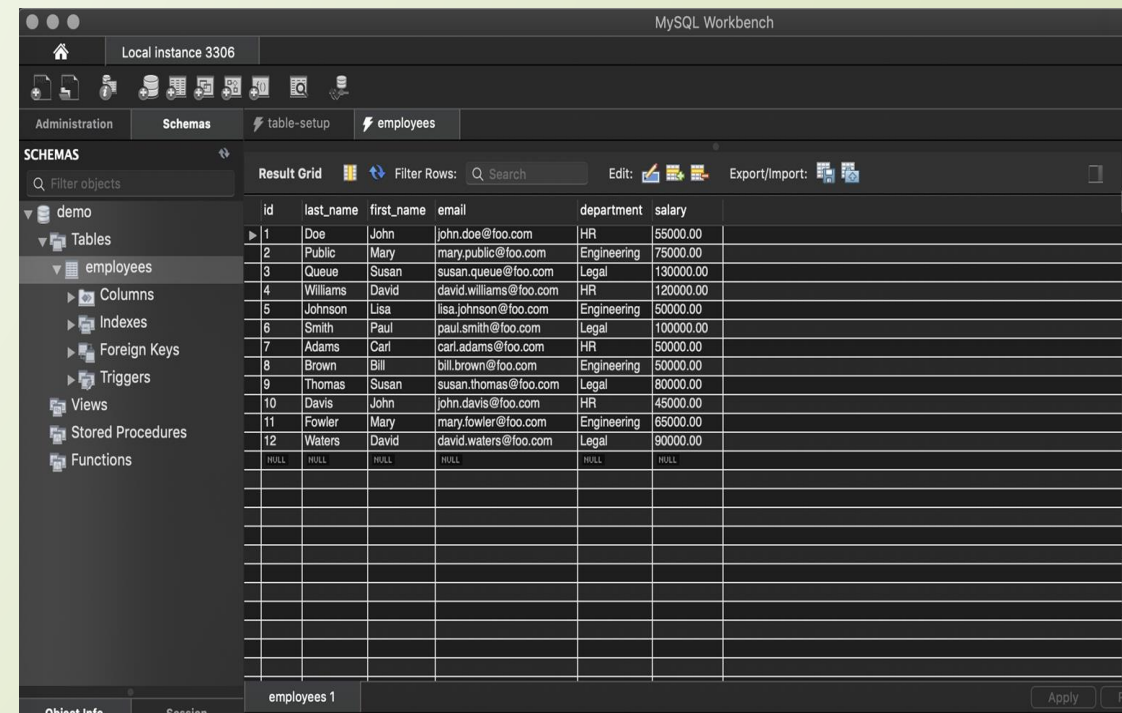 MySQL Workbench
Local instance 3306
Administration Schemas table-setup employees
SCHEMAS
Result Grid Filter Rows: Search Edit: Export/Import:
Filter objects
demo
Tables
employees
Columns
Indexes
Foreign Keys
Triggers
Views
Stored Procedures
Functions
id last_name first_name email department salary
1 Doe John john.doe@foo.com HR 55000.00
2 Public Mary mary.public@foo.com Engineering 75000.00
3 Queue Susan susan.queue@foo.com Legal 130000.00
4 Williams David david.williams@foo.com HR 120000.00
5 Johnson Lisa lisa.johnson@foo.com Engineering 50000.00
6 Smith Paul paul.smith@foo.com Legal 100000.00
7 Adams Carl carl.adams@foo.com HR 50000.00
8 Brown Bill bill.brown@foo.com Engineering 50000.00
9 Thomas Susan susan.thomas@foo.com Legal 80000.00
10 Davis John john.davis@foo.com HR 45000.00
11 Fowler Mary mary.fowler@foo.com Engineering 65000.00
12 Waters David david.waters@foo.com Legal 90000.00
NULL NULL NULL NULL NULL NULL
employees 1 Apply
Object Info Session